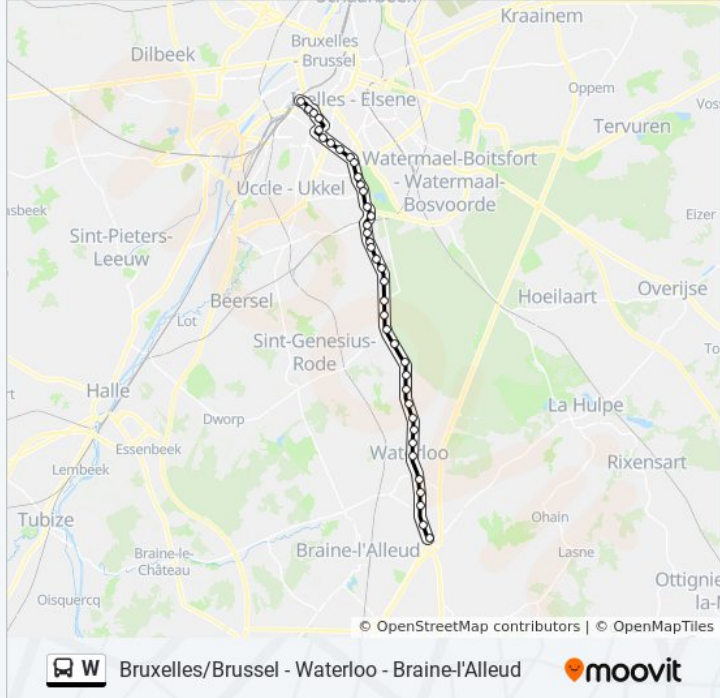 Schaerbeek
Kraainem
Bruxelles
- Brussel
Dilbeek
Oppem
Ixelles - Elsene
Vos
Tervuren
Watermael-Boitsfort
- Watermaal-
Bosvoorde
Uccle - Ukkel
sbeek
Eizer
Sint-Pieters-
Leeuw
Overijse
Hoeilaart
Beersel
Lot
Sint-Genesius-
Rode
To
rt
Halle
La Hulpe
Dworp
Essenbeek
Waterloo
Rixensart
Lembeek
Tubize
Ohain
Braine-l'Alleud
Lasne
Braine-le-
Château
Ottignie
la-N
Oisquercq
© OpenStreetMap contributors | © OpenMapTiles
W
Bruxelles/Brussel - Waterloo - Braine-l'Alleud
moovit